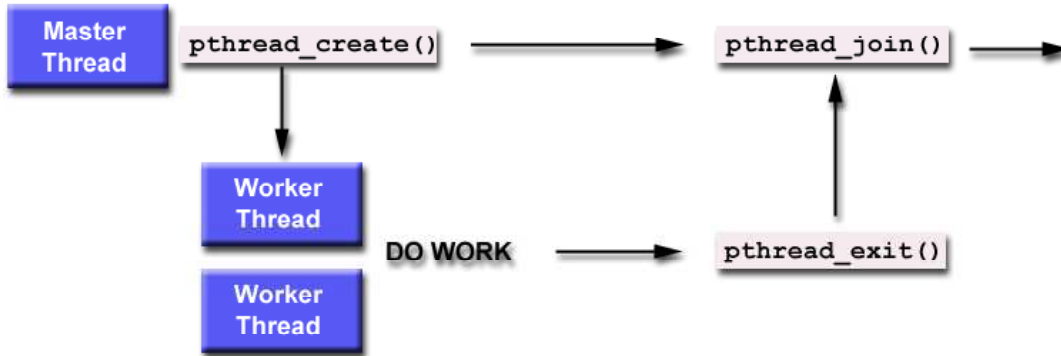 Master
Thread
pthread_create()
pthread_join()
Worker
Thread
DO WORK
pthread_exit()
Worker
Thread